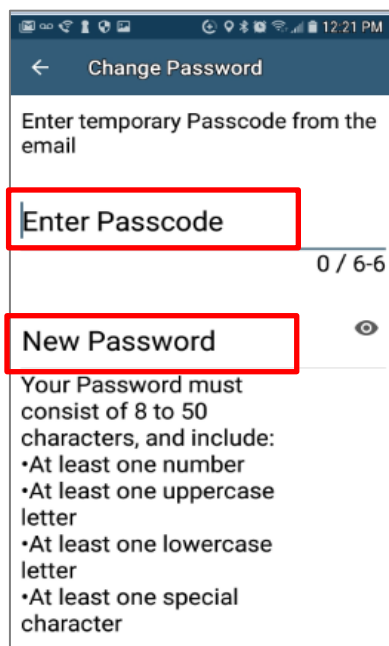 12:21 PM
Change Password
Enter temporary Passcode from the
email
Enter Passcode
0 / 6-6
New Password
Your Password must
consist of 8 to 50
characters, and include:
•At least one number
•At least one uppercase
letter
•At least one lowercase
letter
•At least one special
character